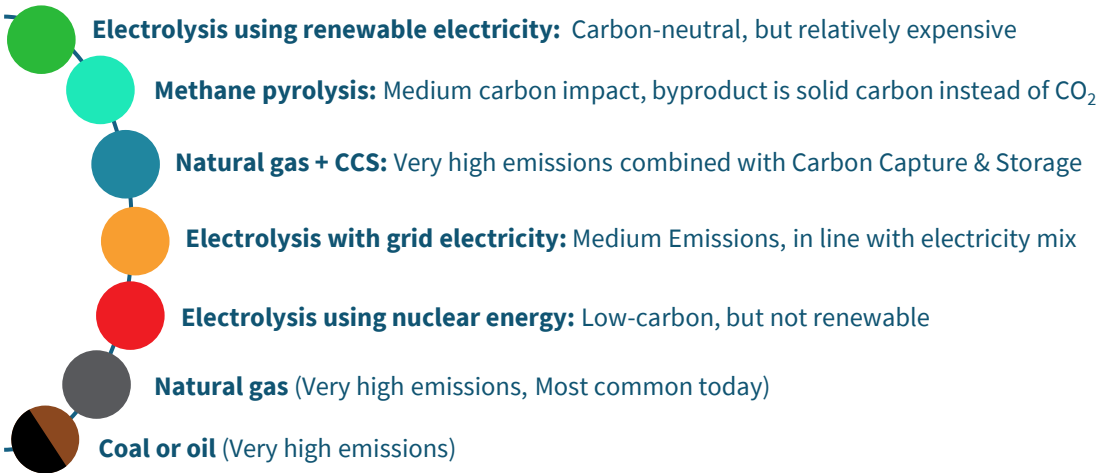 Electrolysis using renewable electricity: Carbon-neutral, but relatively expensive
Methane pyrolysis: Medium carbon impact, byproduct is solid carbon instead of CO₂
Natural gas + CCS: Very high emissions combined with Carbon Capture & Storage
Electrolysis with grid electricity: Medium Emissions, in line with electricity mix
Electrolysis using nuclear energy: Low-carbon, but not renewable
Natural gas (Very high emissions, Most common today)
Coal or oil (Very high emissions)